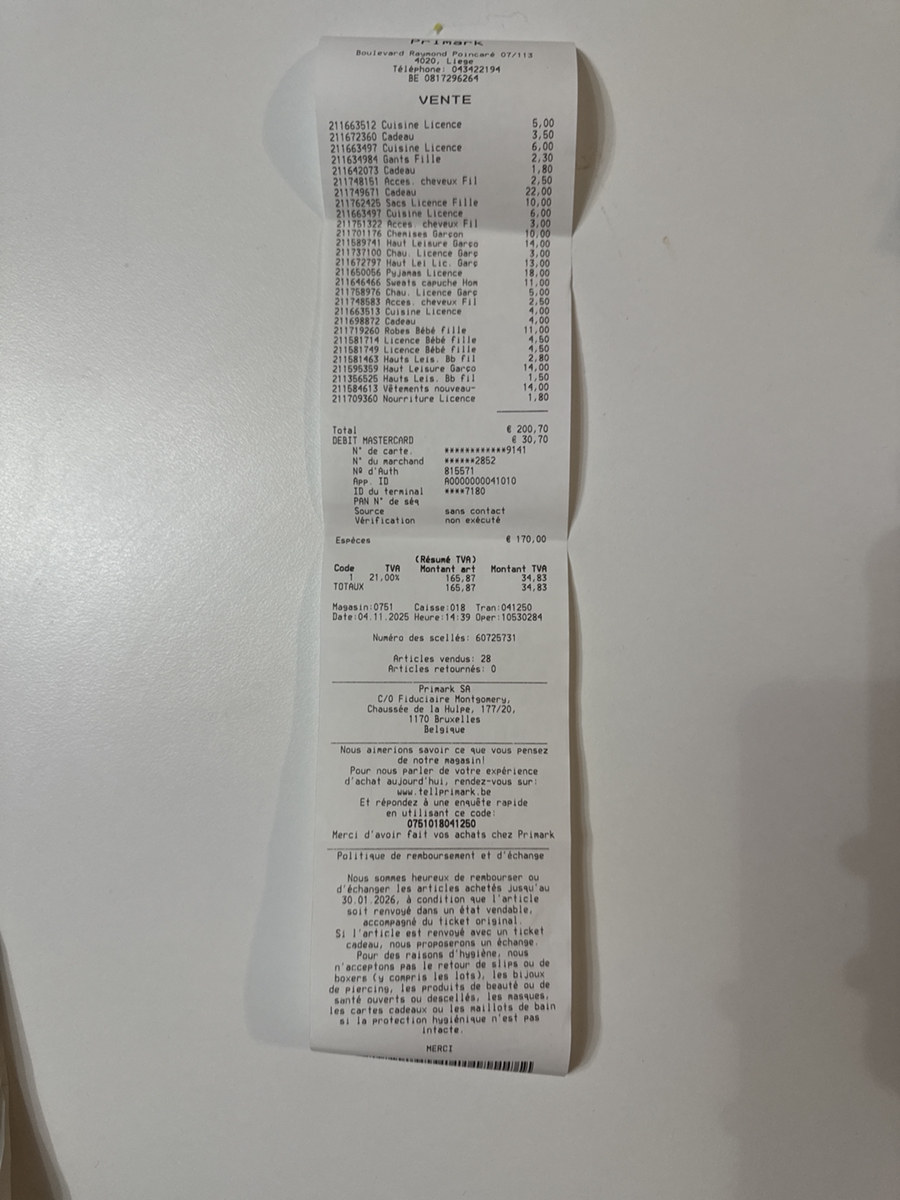 Primark
Boulevard Raymond Poincaré 07/113
4020, Liege
Téléphone: 043422194
BE 0817296264
VENTE
211663512 Cuisine Licence 5,00
211672360 Cadeau 3,50
211663497 Cuisine Licence 6,00
211634984 Gants Fille 2,30
211642073 Cadeau 1,80
211748151 Acces. cheveux Fil 2,50
211749671 Cadeau 22,00
211762425 Sacs Licence Fille 10,00
211663497 Cuisine Licence 6,00
211751322 Acces. cheveux Fil 3,00
211701176 Chemises Garçon 10,00
211589741 Haut Leisure Garço 14,00
211737100 Chau. Licence Garç 3,00
211672797 Haut Lei Lic. Garç 13,00
211650056 Pyjamas Licence 18,00
211646466 Sweats capuche Hom 11,00
211758976 Chau. Licence Garç 5,00
211748583 Acces. cheveux Fil 2,50
211663513 Cuisine Licence 4,00
211698872 Cadeau 4,00
211719260 Robes Bébé fille 11,00
211581714 Licence Bébé fille 4,50
211581749 Licence Bébé fille 4,50
211581463 Hauts Leis. Bb fil 2,80
211595359 Haut Leisure Garço 14,00
211356525 Hauts Leis. Bb fil 1,50
211584613 Vêtements nouveau- 14,00
211709360 Nourriture Licence 1,80
Total € 200,70
DEBIT MASTERCARD € 30,70
N° de carte. ************9141
N° du marchand ******2852
Nº d'Auth 815571
App. ID A0000000041010
ID du terminal ****7180
PAN N° de séq
Source sans contact
Vérification non exécuté
Espèces € 170,00
(Résumé TVA)
Code TVA Montant art Montant TVA
1 21,00% 165,87 34,83
TOTAUX 165,87 34,83
Magasin:0751 Caisse:018 Tran:041250
Date:04.11.2025 Heure:14:39 Oper:10530284
Numéro des scellés: 60725731
Articles vendus: 28
Articles retournés: 0
Primark SA
C/O Fiduciaire Montgomery,
Chaussée de la Hulpe, 177/20,
1170 Bruxelles
Belgique
Nous aimerions savoir ce que vous pensez
de notre magasin!
Pour nous parler de votre expérience
d'achat aujourd'hui, rendez-vous sur:
www.tellprimark.be
Et répondez à une enquête rapide
en utilisant ce code:
0751018041250
Merci d'avoir fait vos achats chez Primark
Politique de remboursement et d'échange
Nous sommes heureux de rembourser ou
d'échanger les articles achetés jusqu'au
30.01.2026, à condition que l'article
soit renvoyé dans un état vendable,
accompagné du ticket original.
Si l'article est renvoyé avec un ticket
cadeau, nous proposerons un échange.
Pour des raisons d'hygiène, nous
n'acceptons pas le retour de slips ou de
boxers (y compris les lots), les bijoux
de piercing, les produits de beauté ou de
santé ouverts ou descellés, les masques,
les cartes cadeaux ou les maillots de bain
si la protection hygiénique n'est pas
intacte.
MERCI